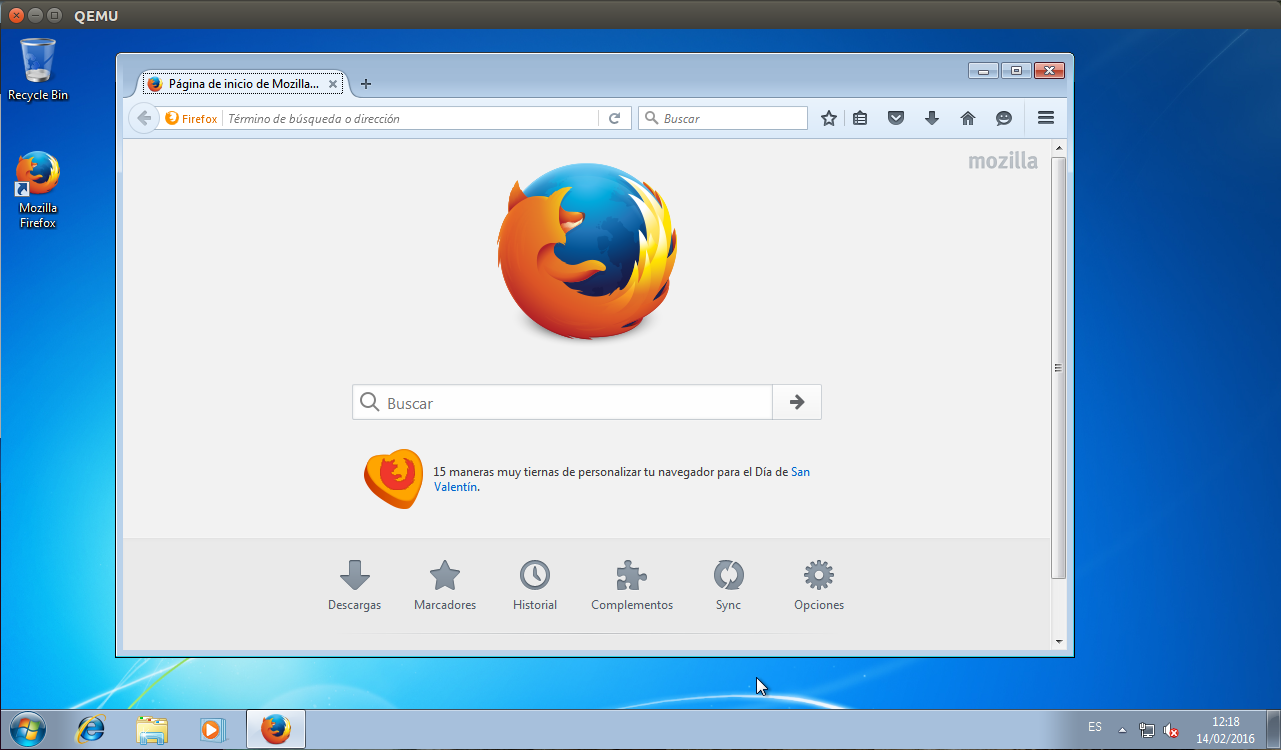 QEMU
Recycle Bin
Mozilla
Firefox
Página de inicio de Mozilla...
Firefox
Término de búsqueda o dirección
Buscar
mozilla
Buscar
15 maneras muy tiernas de personalizar tu navegador para el Día de San
Valentín.
Descargas
Marcadores
Historial
Complementos
Sync
Opciones
ES
12:18
14/02/2016